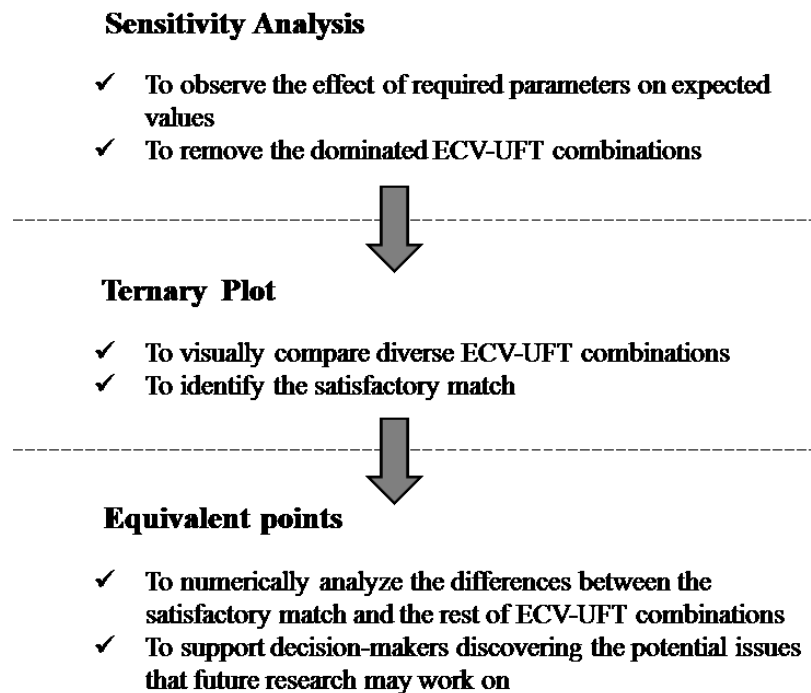 Sensitivity Analysis
✓ To observe the effect of required parameters on expected
values
✓ To remove the dominated ECV-UFT combinations
Ternary Plot
✓ To visually compare diverse ECV-UFT combinations
✓ To identify the satisfactory match
Equivalent points
✓ To numerically analyze the differences between the
satisfactory match and the rest of ECV-UFT combinations
✓ To support decision-makers discovering the potential issues
that future research may work on